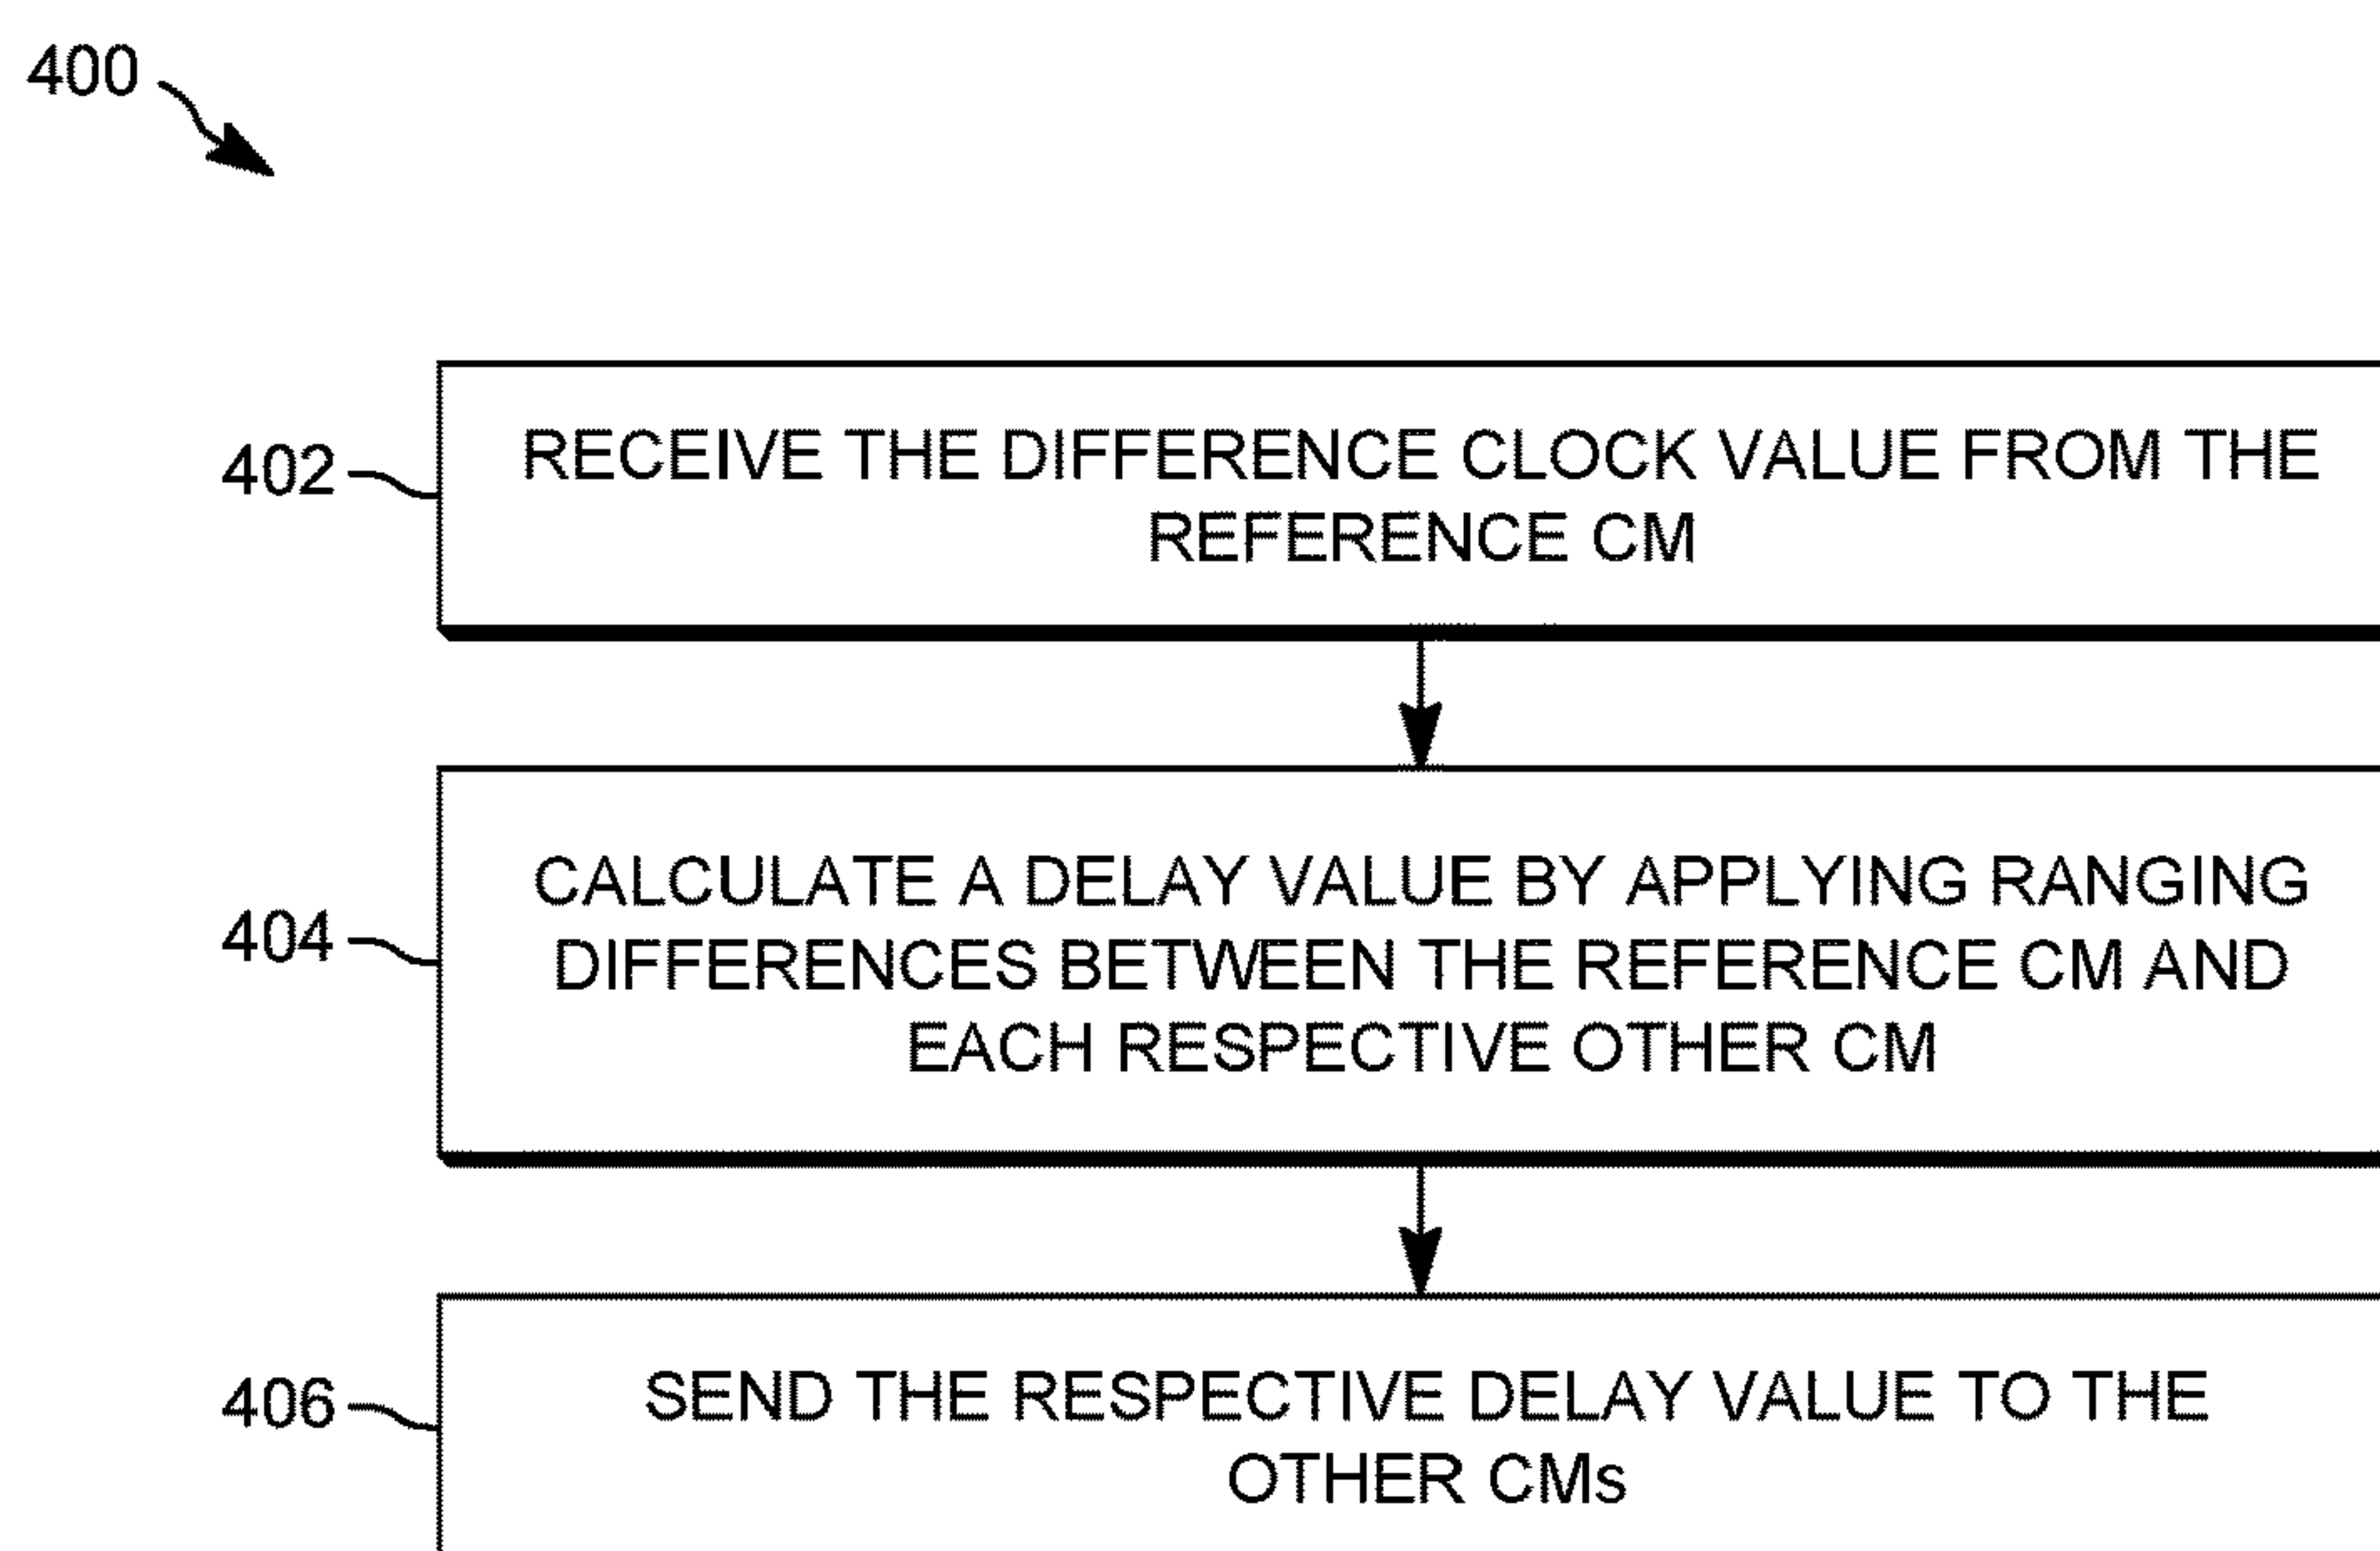 400
402
RECEIVE THE DIFFERENCE CLOCK VALUE FROM THE
REFERENCE CM
404
CALCULATE A DELAY VALUE BY APPLYING RANGING
DIFFERENCES BETWEEN THE REFERENCE CM AND
EACH RESPECTIVE OTHER CM
406
SEND THE RESPECTIVE DELAY VALUE TO THE
OTHER CMs